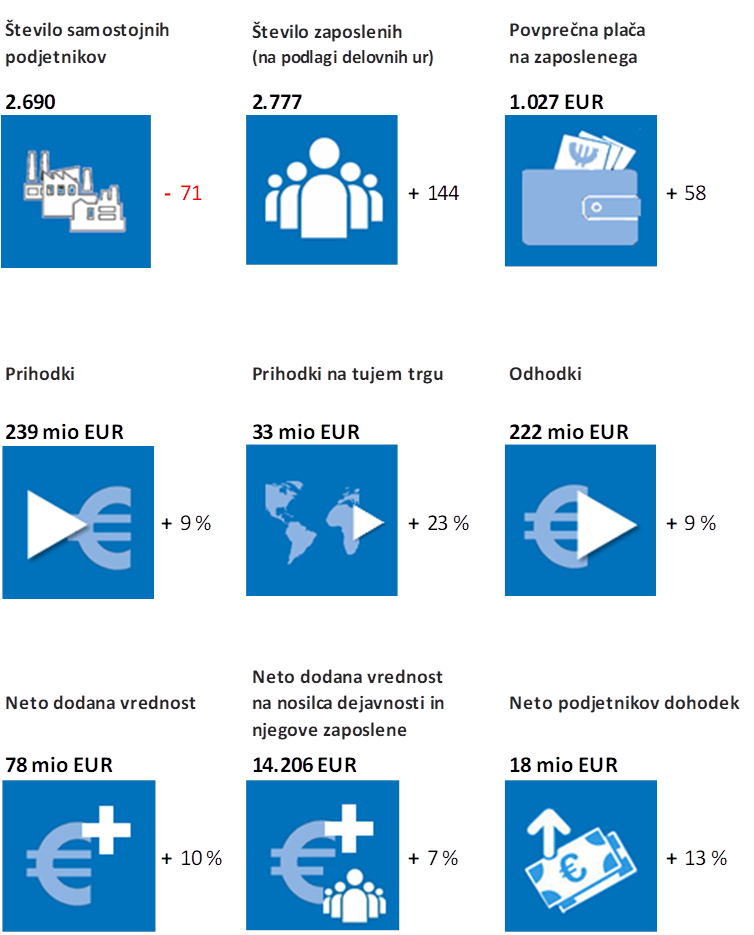 Število samostojnih
podjetnikov
2.690
- 71
Število zaposlenih
(na podlagi delovnih ur)
2.777
+ 144
Povprečna plača
na zaposlenega
1.027 EUR
+ 58
Prihodki
239 mio EUR
+ 9 %
Prihodki na tujem trgu
33 mio EUR
+ 23 %
Odhodki
222 mio EUR
+ 9 %
Neto dodana vrednost
78 mio EUR
+ 10 %
Neto dodana vrednost
na nosilca dejavnosti in
njegove zaposlene
14.206 EUR
+ 7 %
Neto podjetnikov dohodek
18 mio EUR
+ 13 %